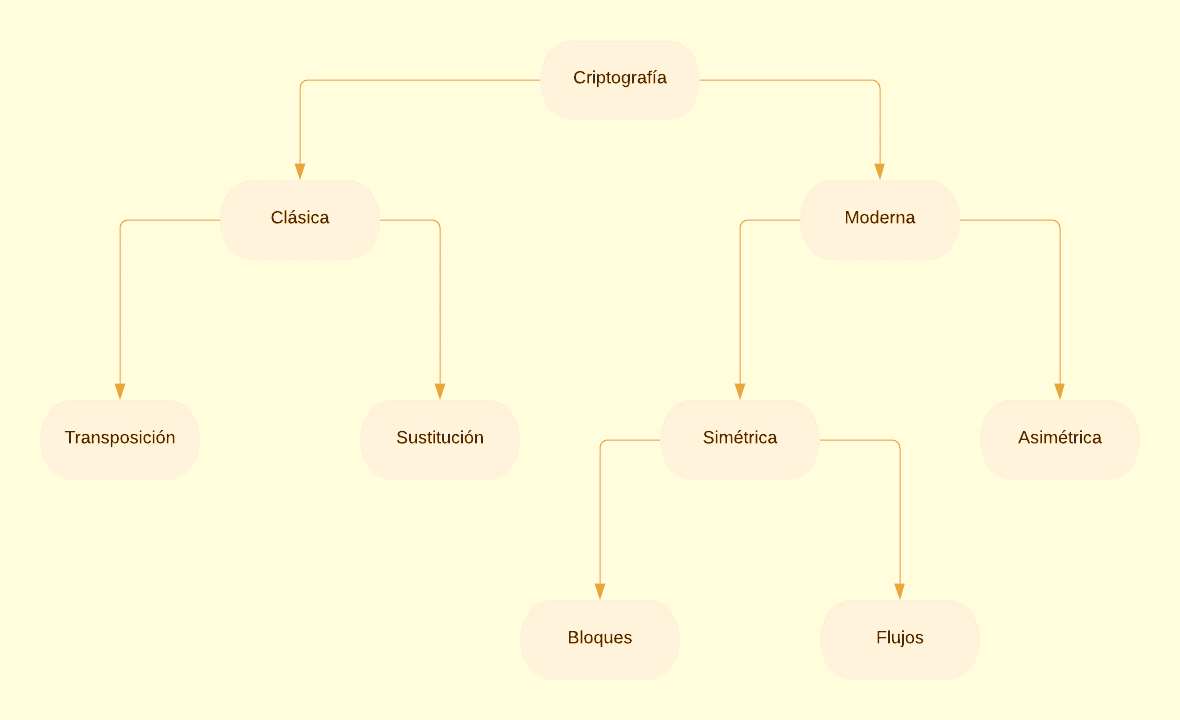 Criptografía
Clásica
Moderna
Transposición
Sustitución
Simétrica
Asimétrica
Bloques
Flujos